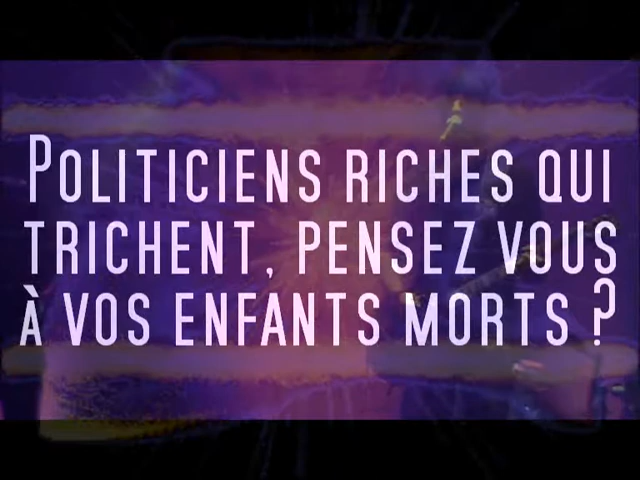 Politiciens riches qui
trichent, pensez vous
à vos enfants morts ?